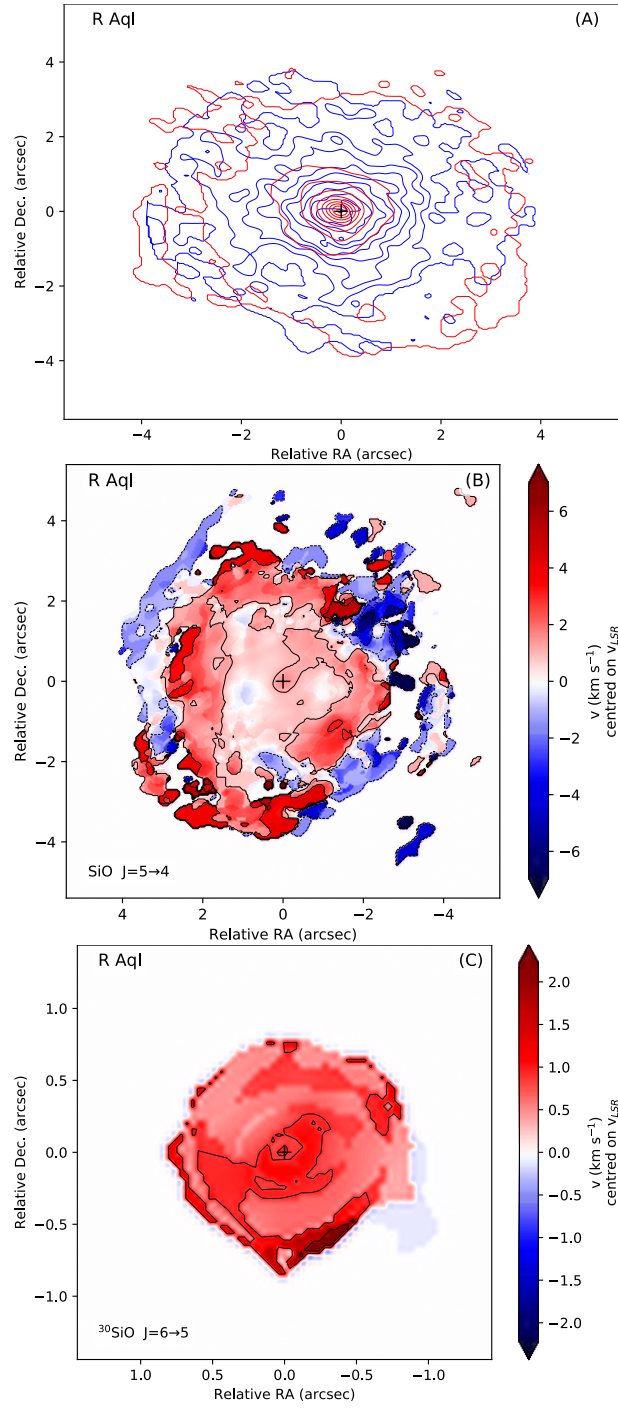 R Aql (A)
4
2
0
−2
−4
Relative Dec. (arcsec)
−4 −2 0 2 4
Relative RA (arcsec)
R Aql (B)
4
2
0
−2
−4
Relative Dec. (arcsec)
SiO J=5→4
4 2 0 −2 −4
Relative RA (arcsec)
6
4
2
0
−2
−4
−6
v (km s⁻¹)
centred on v_LSR
R Aql (C)
1.0
0.5
0.0
−0.5
−1.0
Relative Dec. (arcsec)
³⁰SiO J=6→5
1.0 0.5 0.0 −0.5 −1.0
Relative RA (arcsec)
2.0
1.5
1.0
0.5
0.0
−0.5
−1.0
−1.5
−2.0
v (km s⁻¹)
centred on v_LSR